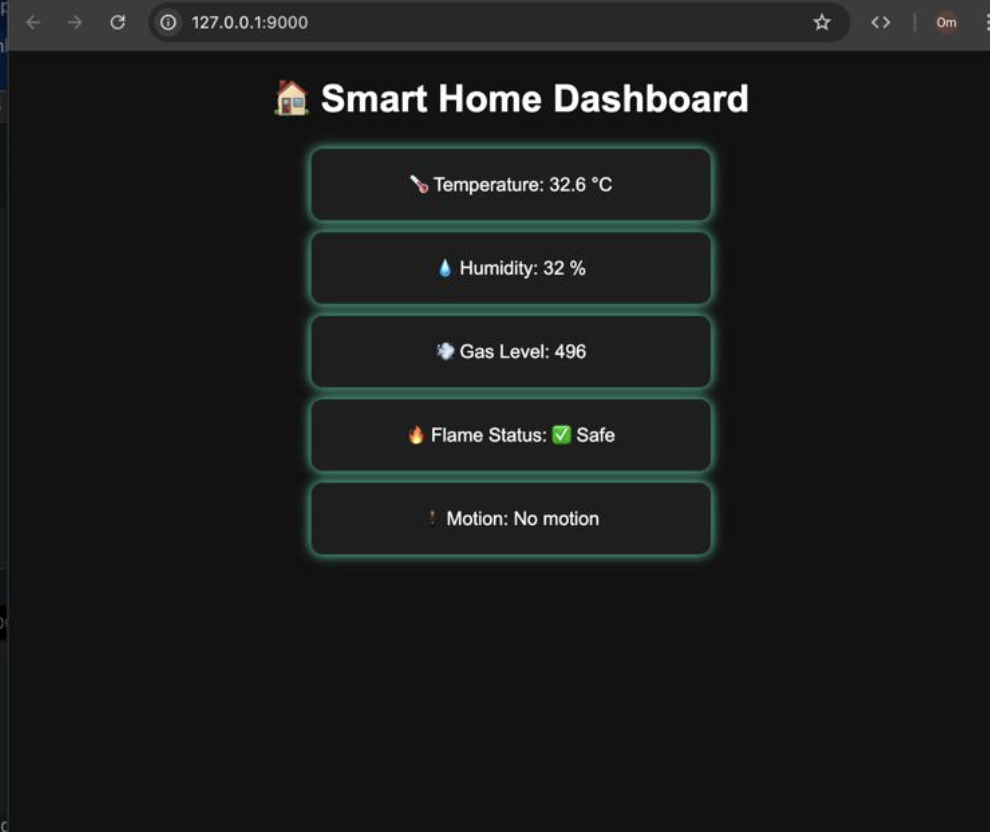 127.0.0.1:9000
Om
🏠 Smart Home Dashboard
🌡️ Temperature: 32.6 °C
💧 Humidity: 32 %
💨 Gas Level: 496
🔥 Flame Status: ✅ Safe
🕴 Motion: No motion